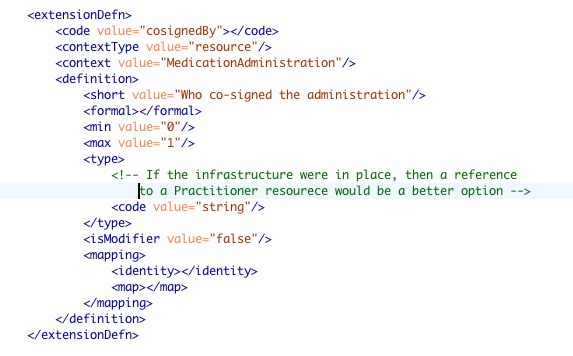 <extensionDefn>
<code value="cosignedBy"></code>
<contextType value="resource"/>
<context value="MedicationAdministration"/>
<definition>
<short value="Who co-signed the administration"/>
<formal></formal>
<min value="0"/>
<max value="1"/>
<type>
<!-- If the infrastructure were in place, then a reference
to a Practitioner resourece would be a better option -->
<code value="string"/>
</type>
<isModifier value="false"/>
<mapping>
<identity></identity>
<map></map>
</mapping>
</definition>
</extensionDefn>